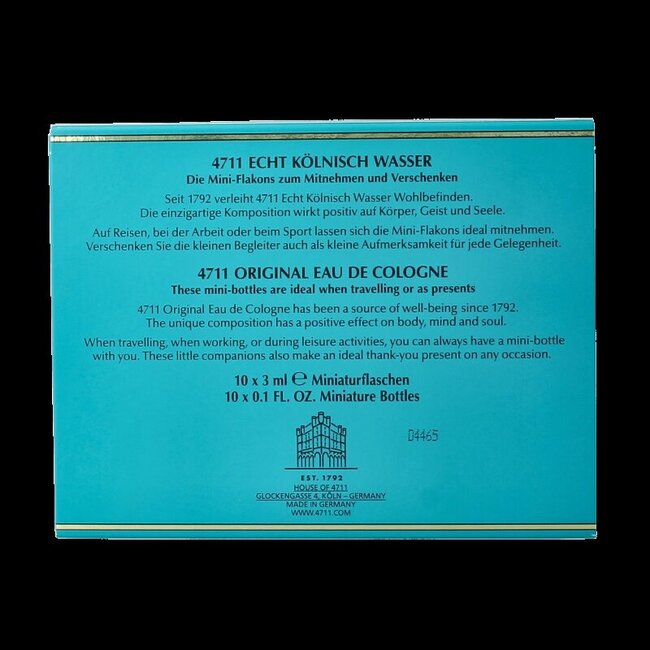 4711 ECHT KÖLNISCH WASSER
Die Mini-Flakons zum Mitnehmen und Verschenken
Seit 1792 verleiht 4711 Echt Kölnisch Wasser Wohlbefinden.
Die einzigartige Komposition wirkt positiv auf Körper, Geist und Seele.
Auf Reisen, bei der Arbeit oder beim Sport lassen sich die Mini-Flakons ideal mitnehmen.
Verschenken Sie die kleinen Begleiter auch als kleine Aufmerksamkeit für jede Gelegenheit.
4711 ORIGINAL EAU DE COLOGNE
These mini-bottles are ideal when travelling or as presents
4711 Original Eau de Cologne has been a source of well-being since 1792.
The unique composition has a positive effect on body, mind and soul.
When travelling, when working, or during leisure activities, you can always have a mini-bottle
with you. These little companions also make an ideal thank-you present on any occasion.
10 x 3 ml ℮ Miniaturflaschen
10 x 0.1 FL. OZ. Miniature Bottles
D4465
EST. 1792
HOUSE OF 4711
GLOCKENGASSE 4, KÖLN – GERMANY
MADE IN GERMANY
WWW.4711.COM